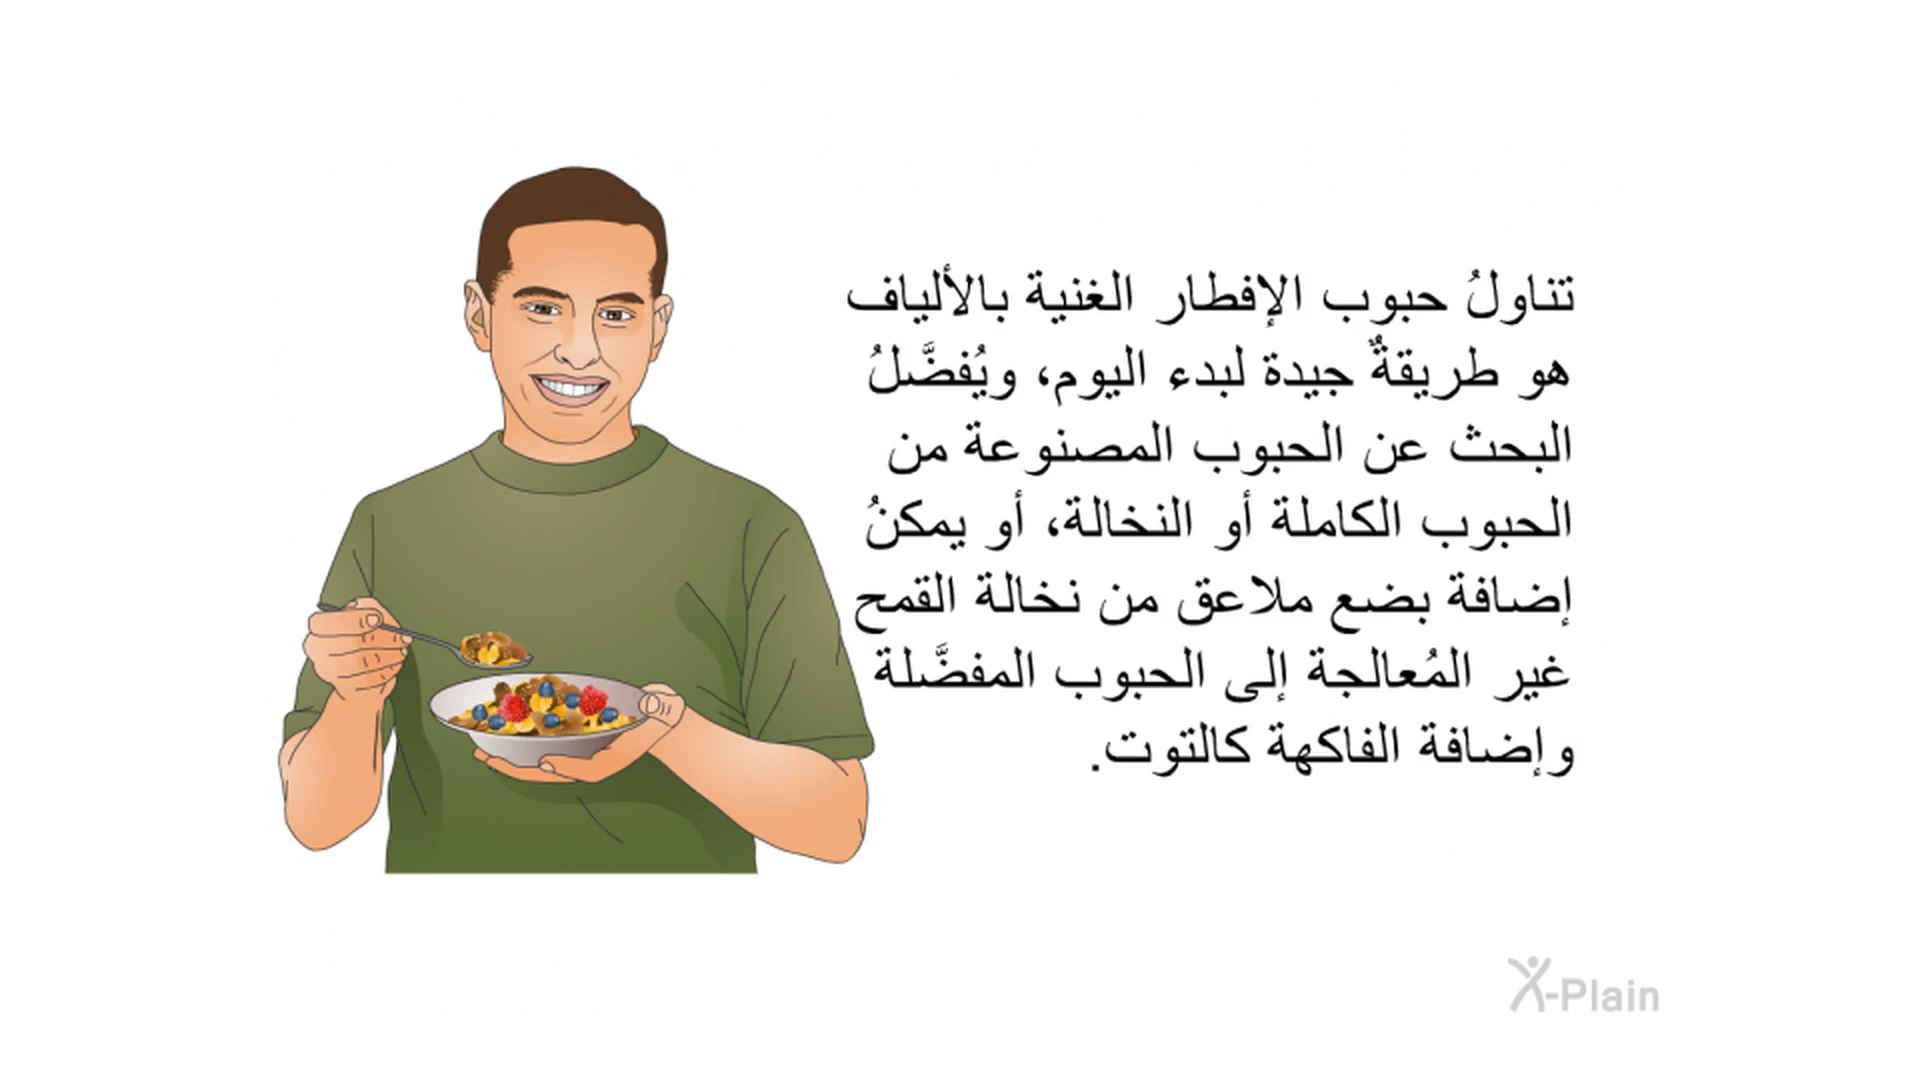 تناولُ حبوب الإفطار الغنية بالألياف
هو طريقةٌ جيدة لبدء اليوم، ويُفضَّلُ
البحث عن الحبوب المصنوعة من
الحبوب الكاملة أو النخالة، أو يمكنُ
إضافة بضع ملاعق من نخالة القمح
غير المُعالجة إلى الحبوب المفضَّلة
وإضافة الفاكهة كالتوت.
X-Plain